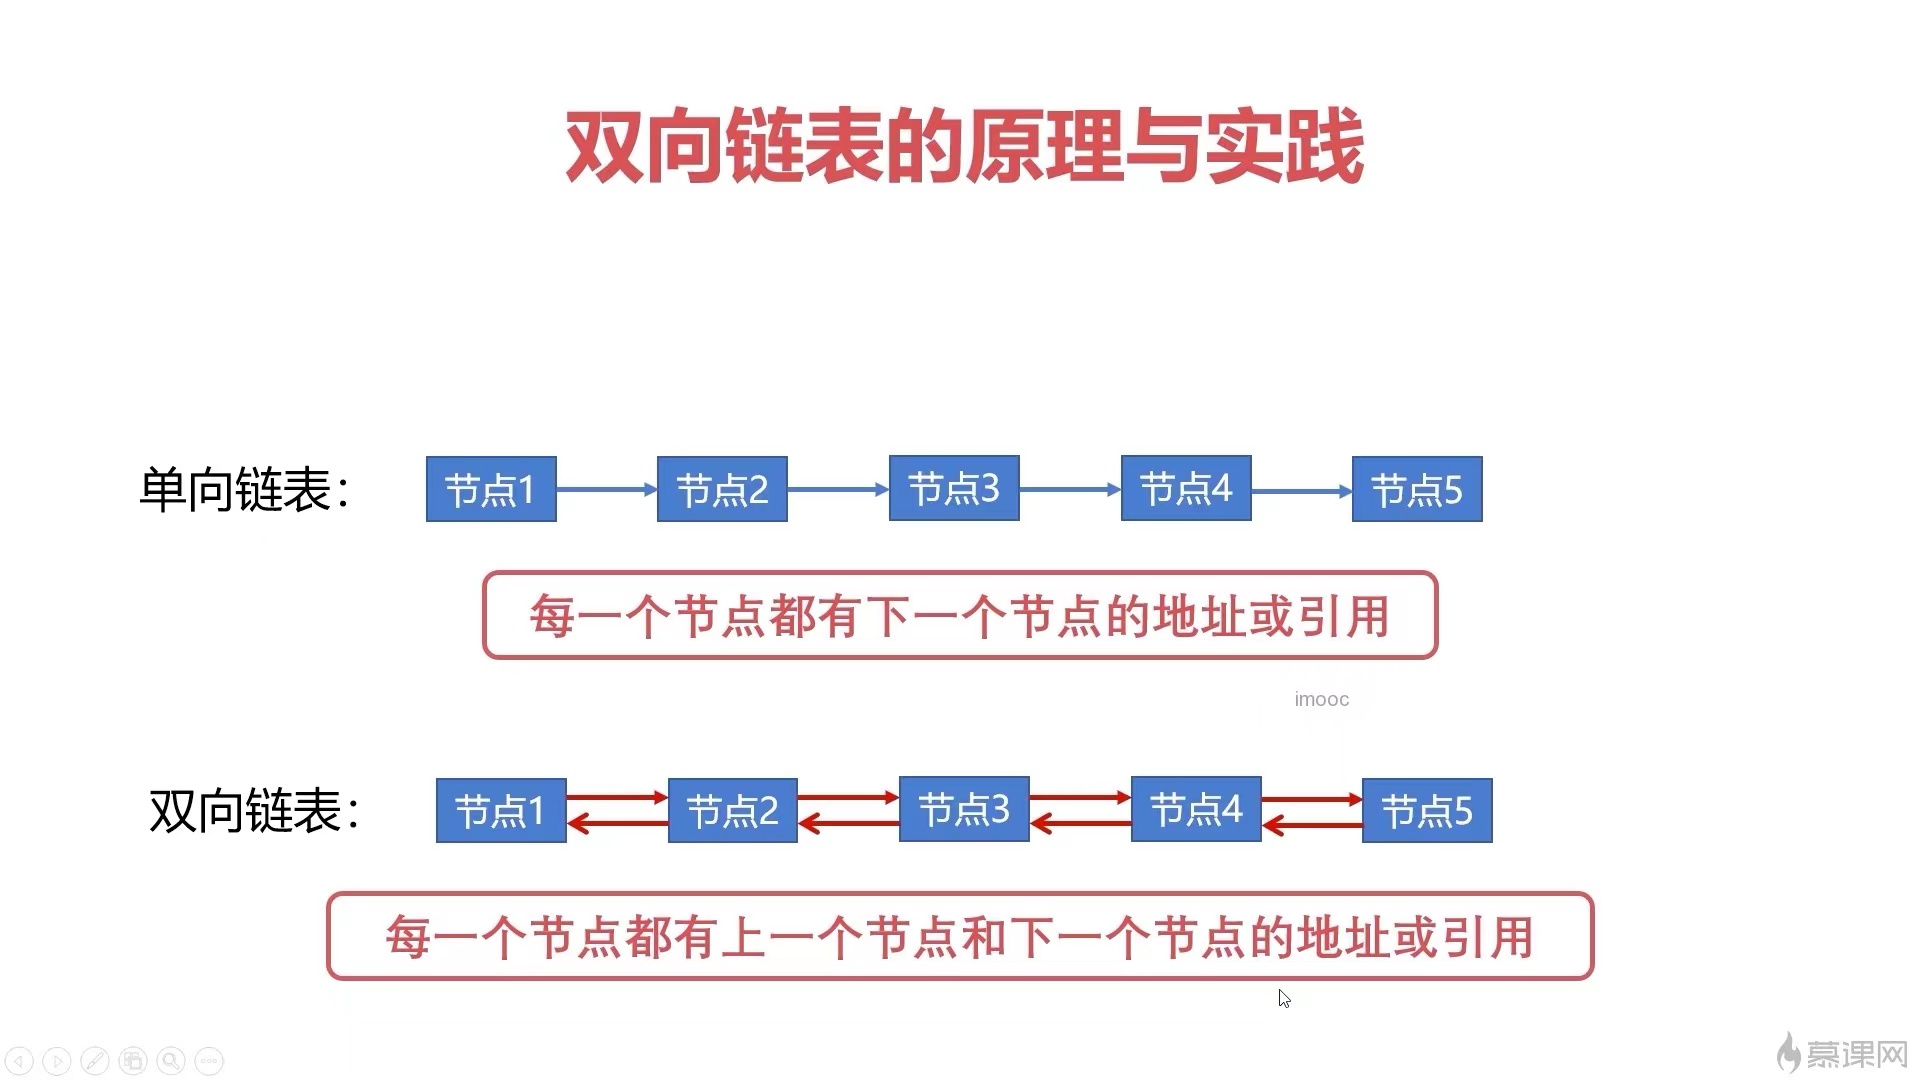 双向链表的原理与实践
单向链表：
节点1 节点2 节点3 节点4 节点5
每一个节点都有下一个节点的地址或引用
imooc
双向链表：
节点1 节点2 节点3 节点4 节点5
每一个节点都有上一个节点和下一个节点的地址或引用
慕课网